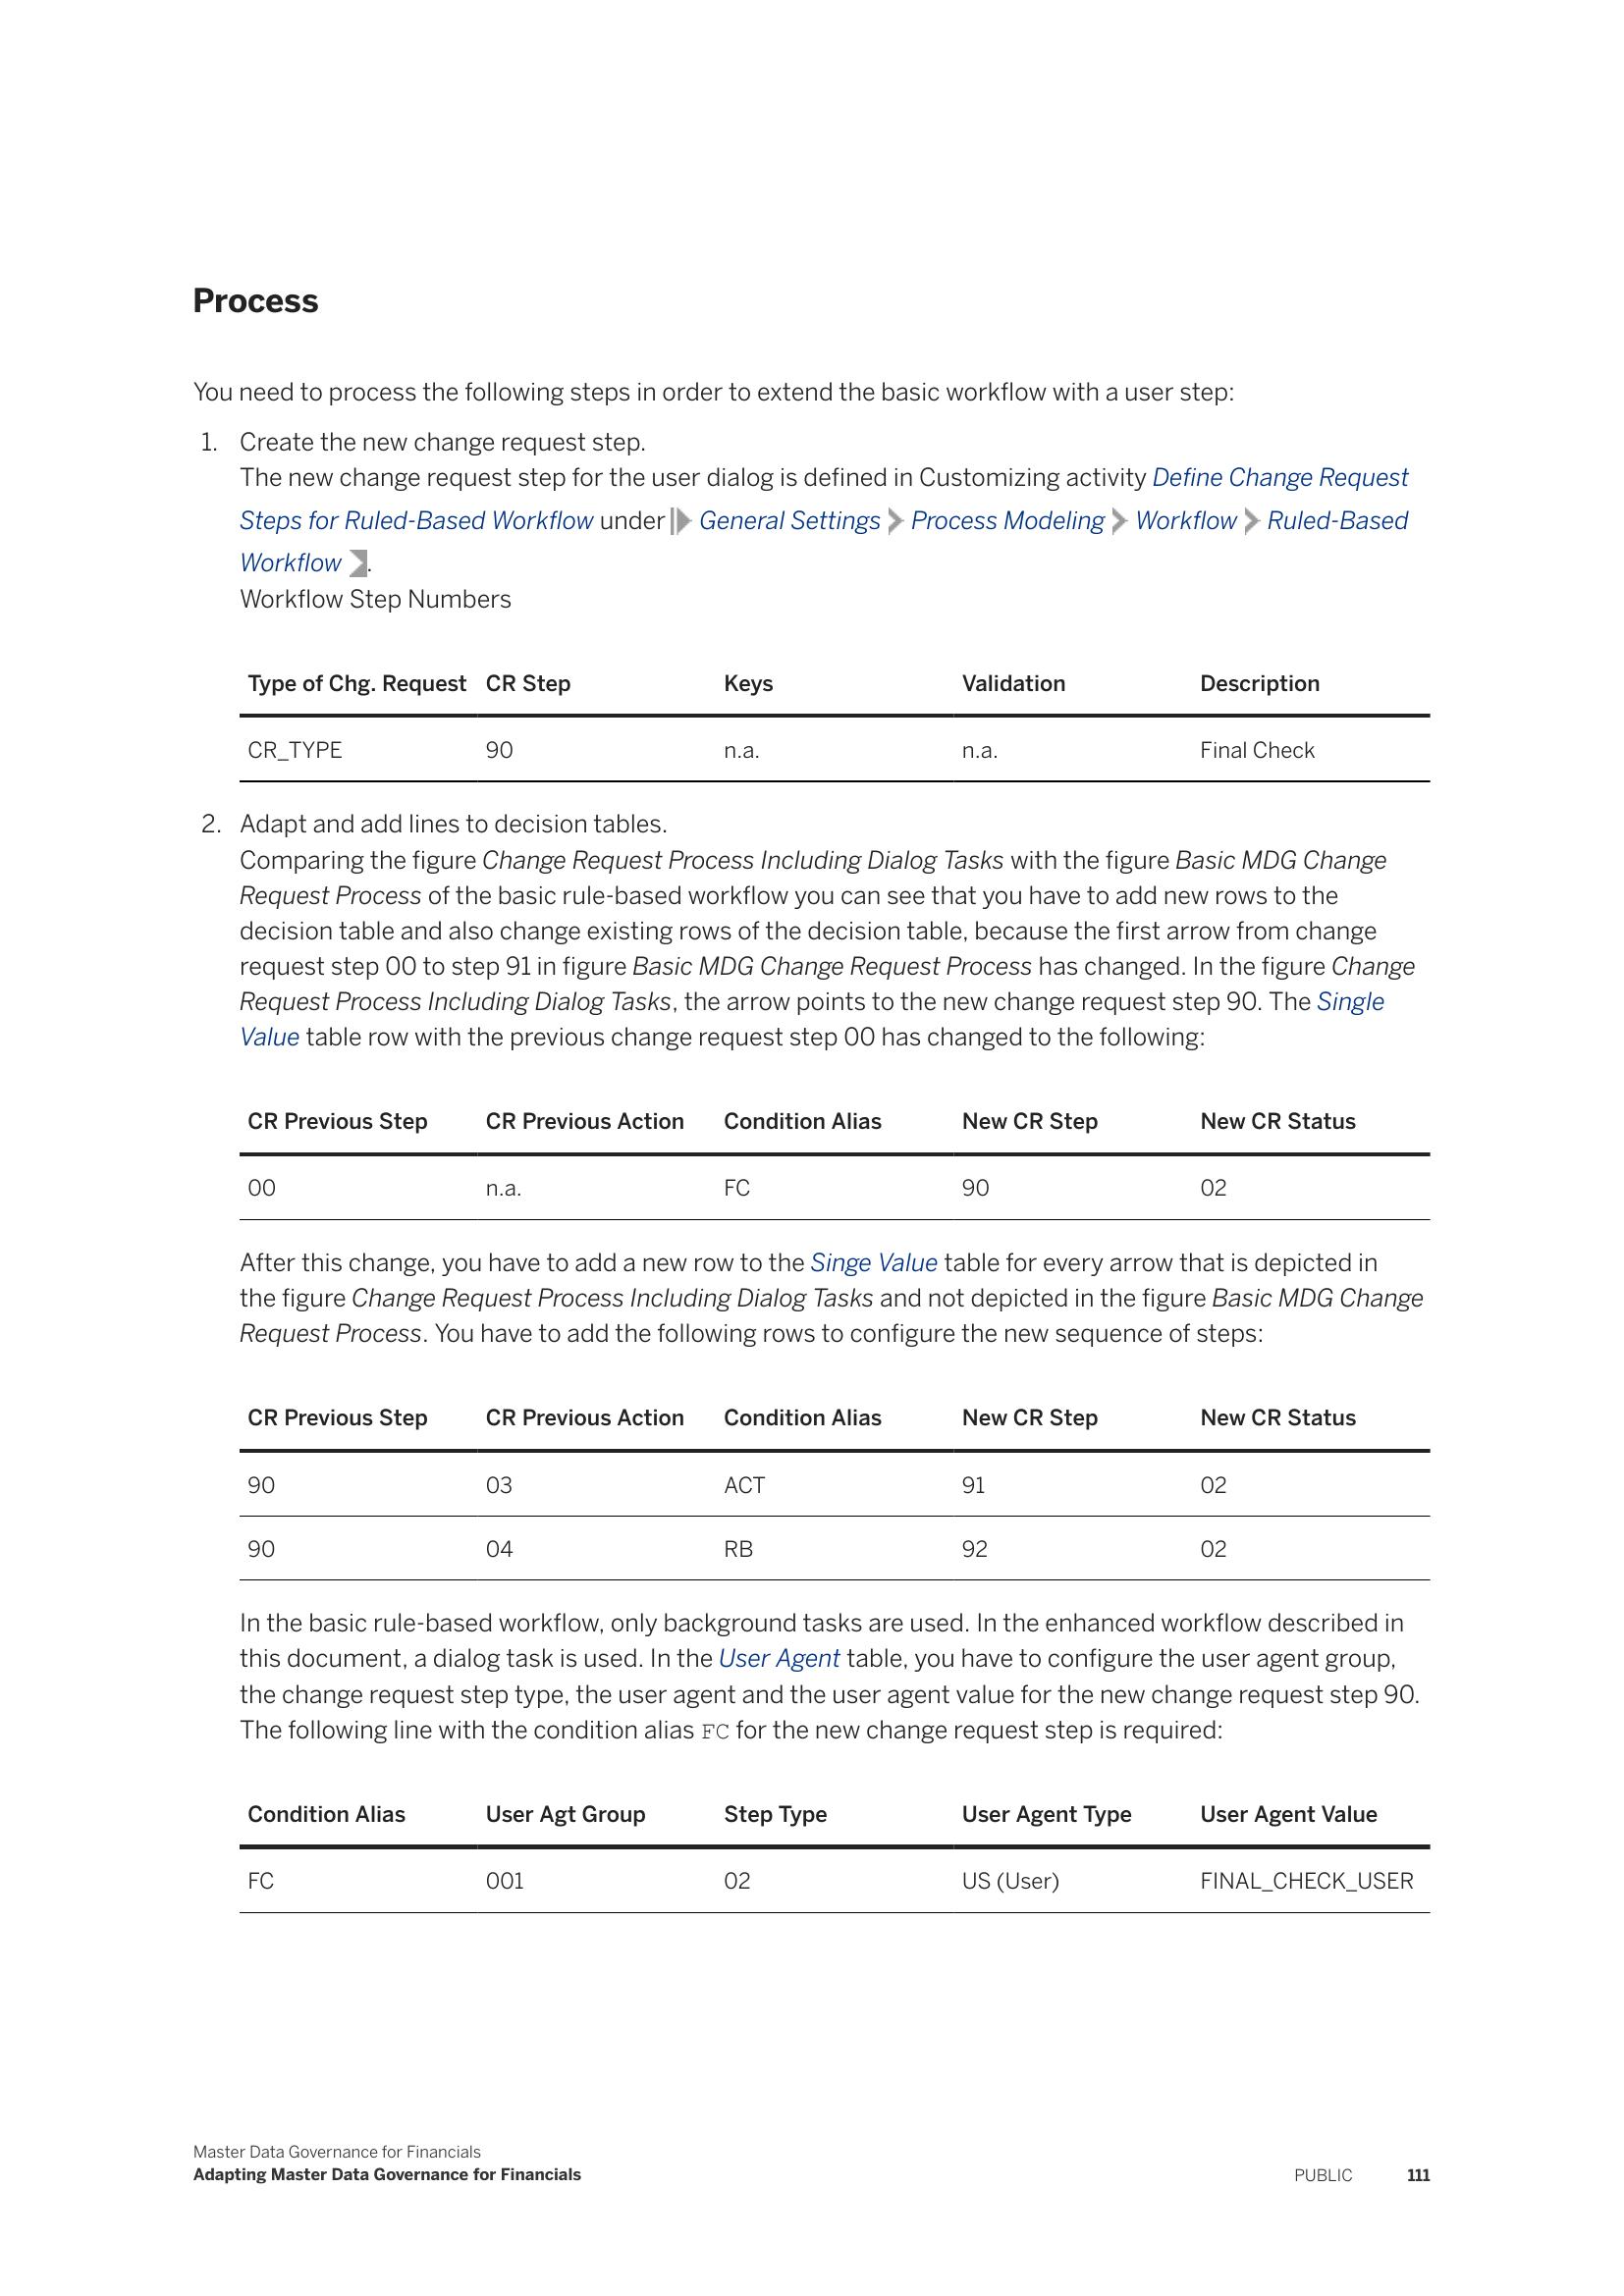 Process
You need to process the following steps in order to extend the basic workflow with a user step:
1. Create the new change request step.
The new change request step for the user dialog is defined in Customizing activity Define Change Request
Steps for Ruled-Based Workflow under General Settings Process Modeling Workflow Ruled-Based
Workflow .
Workflow Step Numbers
Type of Chg. Request CR Step Keys Validation Description
CR_TYPE 90 n.a. n.a. Final Check
2. Adapt and add lines to decision tables.
Comparing the figure Change Request Process Including Dialog Tasks with the figure Basic MDG Change
Request Process of the basic rule-based workflow you can see that you have to add new rows to the
decision table and also change existing rows of the decision table, because the first arrow from change
request step 00 to step 91 in figure Basic MDG Change Request Process has changed. In the figure Change
Request Process Including Dialog Tasks, the arrow points to the new change request step 90. The Single
Value table row with the previous change request step 00 has changed to the following:
CR Previous Step CR Previous Action Condition Alias New CR Step New CR Status
00 n.a. FC 90 02
After this change, you have to add a new row to the Singe Value table for every arrow that is depicted in
the figure Change Request Process Including Dialog Tasks and not depicted in the figure Basic MDG Change
Request Process. You have to add the following rows to configure the new sequence of steps:
CR Previous Step CR Previous Action Condition Alias New CR Step New CR Status
90 03 ACT 91 02
90 04 RB 92 02
In the basic rule-based workflow, only background tasks are used. In the enhanced workflow described in
this document, a dialog task is used. In the User Agent table, you have to configure the user agent group,
the change request step type, the user agent and the user agent value for the new change request step 90.
The following line with the condition alias FC for the new change request step is required:
Condition Alias User Agt Group Step Type User Agent Type User Agent Value
FC 001 02 US (User) FINAL_CHECK_USER
Master Data Governance for Financials
Adapting Master Data Governance for Financials PUBLIC 111